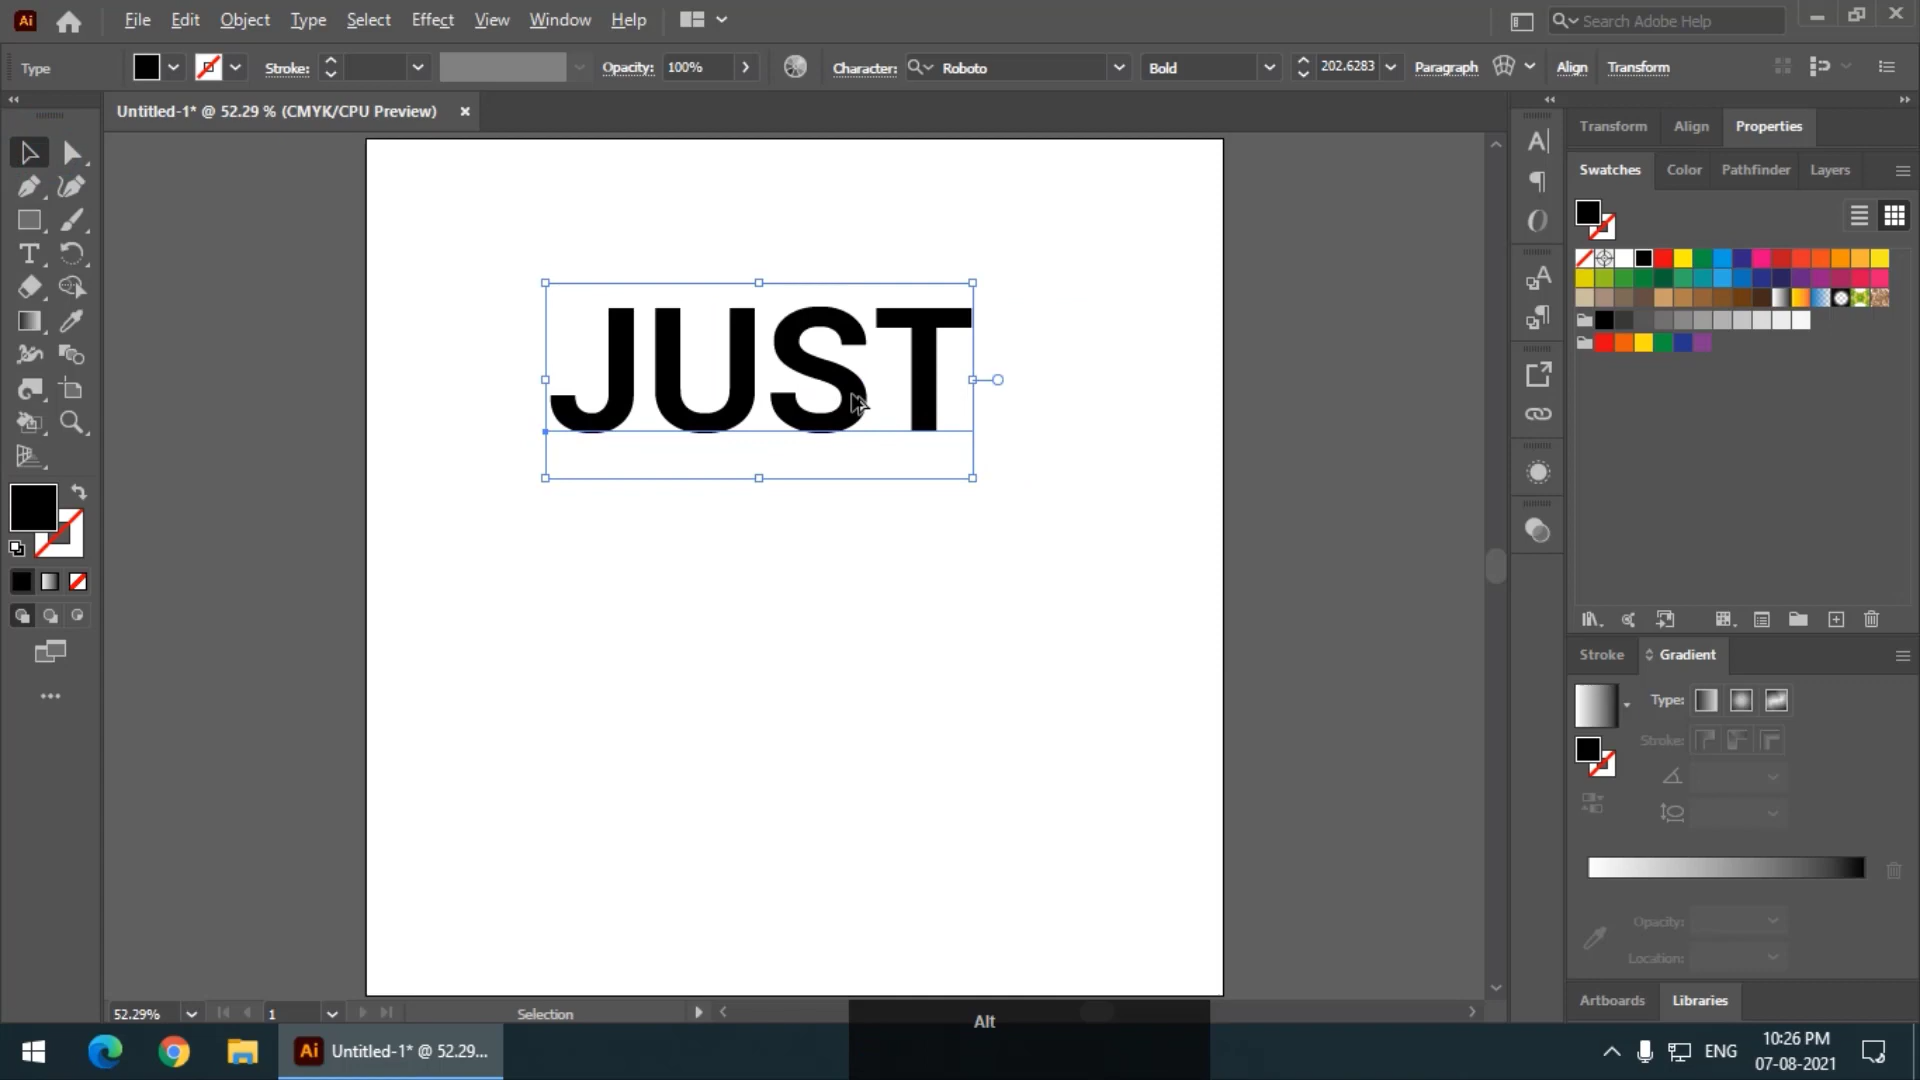 Ai File Edit Object Type Select Effect View Window Help Search Adobe Help
Type Stroke: Opacity: 100% Character: Roboto Bold 202.6283 Paragraph Align Transform
Untitled-1* @ 52.29 % (CMYK/CPU Preview)
Transform Align Properties
Swatches Color Pathfinder Layers
JUST
Stroke Gradient
Type:
Stroke:
Opacity:
Location:
Artboards Libraries
52.29% 1 Selection
Alt
Ai Untitled-1* @ 52.29... ENG 10:26 PM
07-08-2021